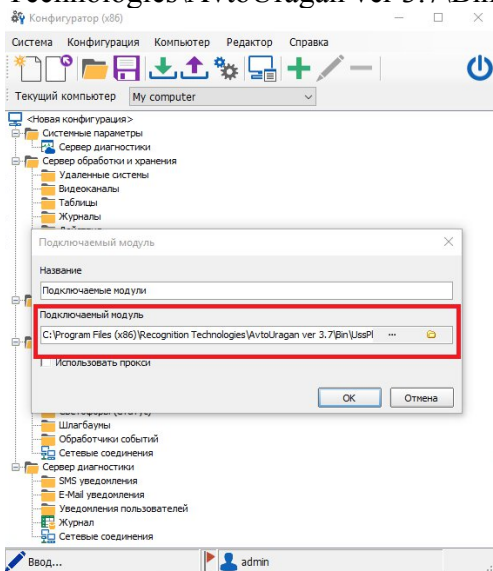 Technologies\AvtoUragan ver 3.7\Bin
Конфигуратор (x86)
Система Конфигурация Компьютер Редактор Справка
Текущий компьютер My computer
<Новая конфигурация>
Системные параметры
Сервер диагностики
Сервер обработки и хранения
Удаленные системы
Видеоканалы
Таблицы
Журналы
Подключаемый модуль
Название
Подключаемые модули
Подключаемый модуль
C:\Program Files (x86)\Recognition Technologies\AvtoUragan ver 3.7\Bin\UssPl ...
Использовать прокси
OK Отмена
Шлагбаумы
Обработчики событий
Сетевые соединения
Сервер диагностики
SMS уведомления
E-Mail уведомления
Уведомления пользователей
Журнал
Сетевые соединения
Ввод... admin